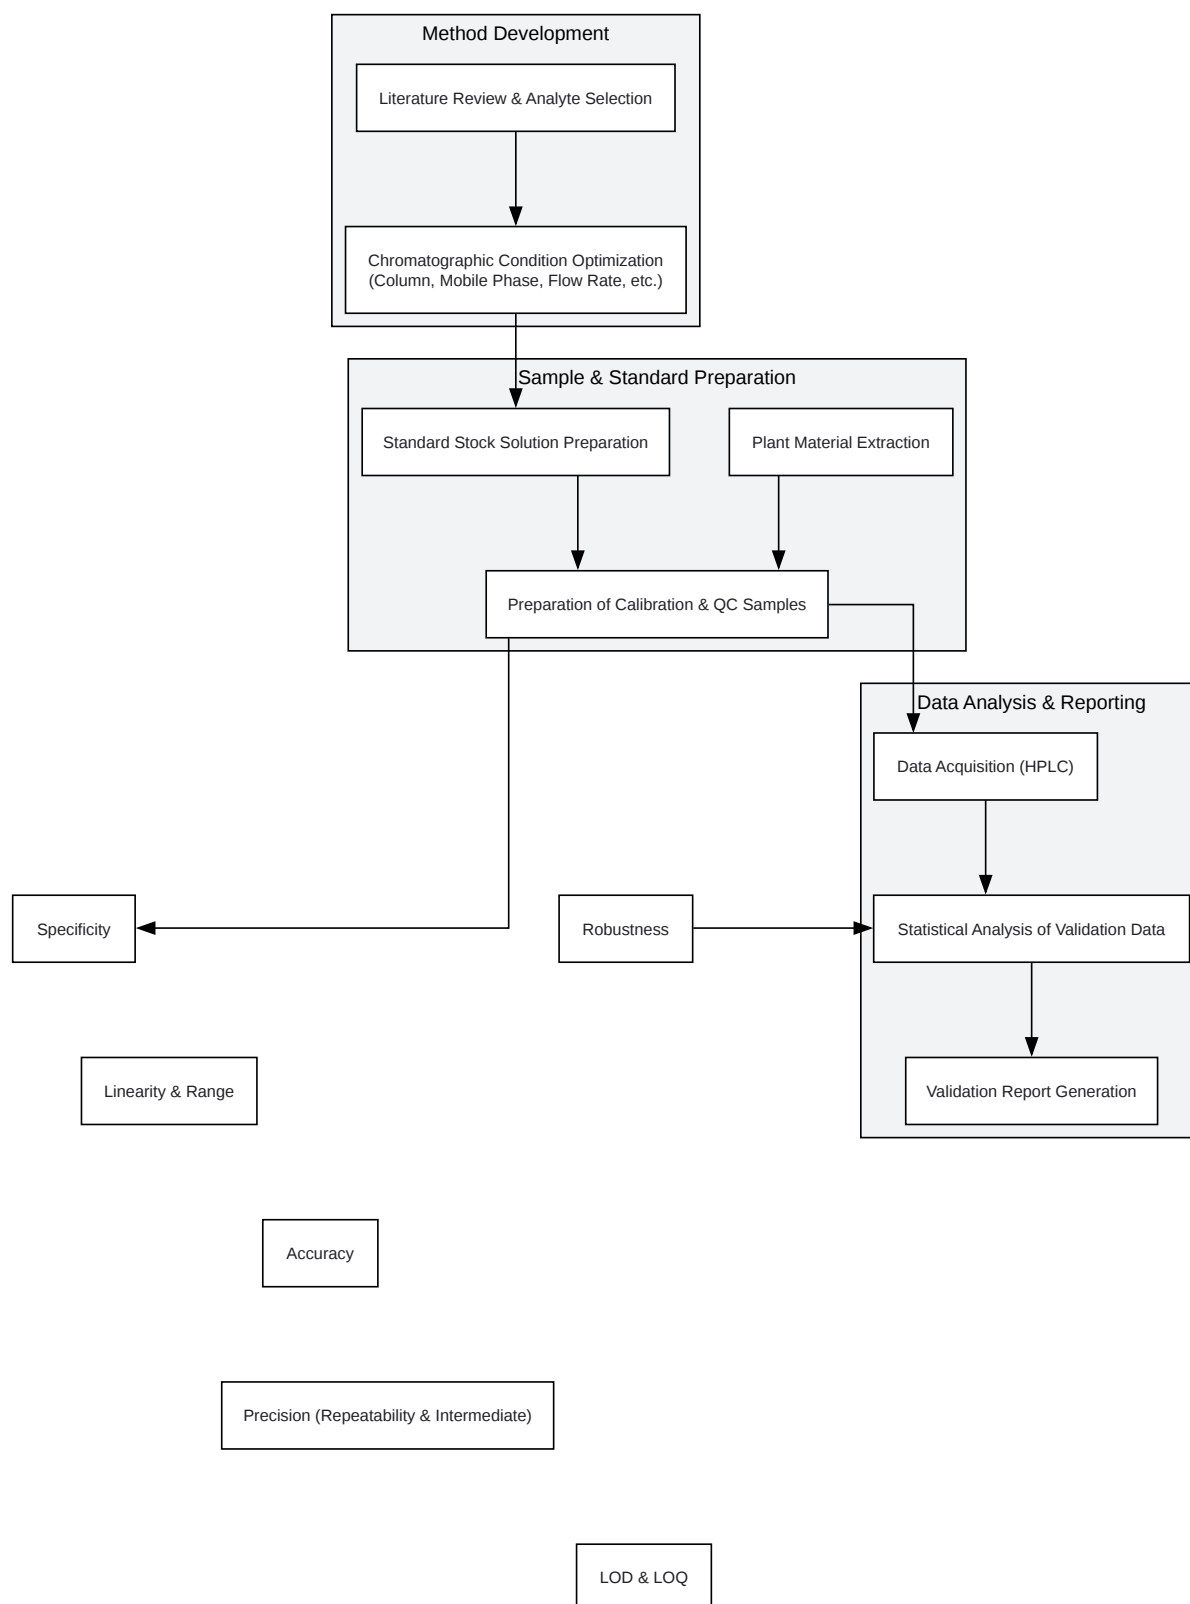 Method Development
Literature Review & Analyte Selection
Chromatographic Condition Optimization
(Column, Mobile Phase, Flow Rate, etc.)
Sample & Standard Preparation
Standard Stock Solution Preparation
Plant Material Extraction
Preparation of Calibration & QC Samples
Data Analysis & Reporting
Data Acquisition (HPLC)
Specificity
Robustness
Statistical Analysis of Validation Data
Linearity & Range
Validation Report Generation
Accuracy
Precision (Repeatability & Intermediate)
LOD & LOQ